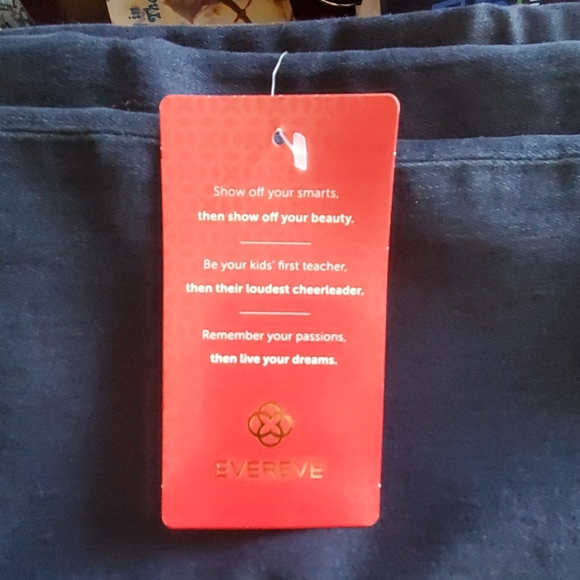 Show off your smarts,
then show off your beauty.
Be your kids' first teacher,
then their loudest cheerleader.
Remember your passions,
then live your dreams.
EVEREVE